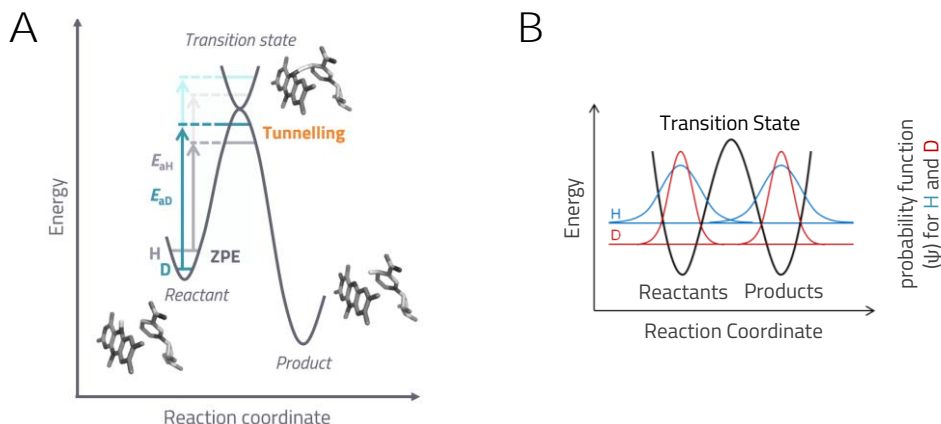 A
Transition state
Tunnelling
EaH
EaD
Energy
H
ZPE
D
Reactant
Product
Reaction coordinate
B
Transition State
Energy
H
D
Reactants
Products
Reaction Coordinate
probability function
(ψ) for H and D